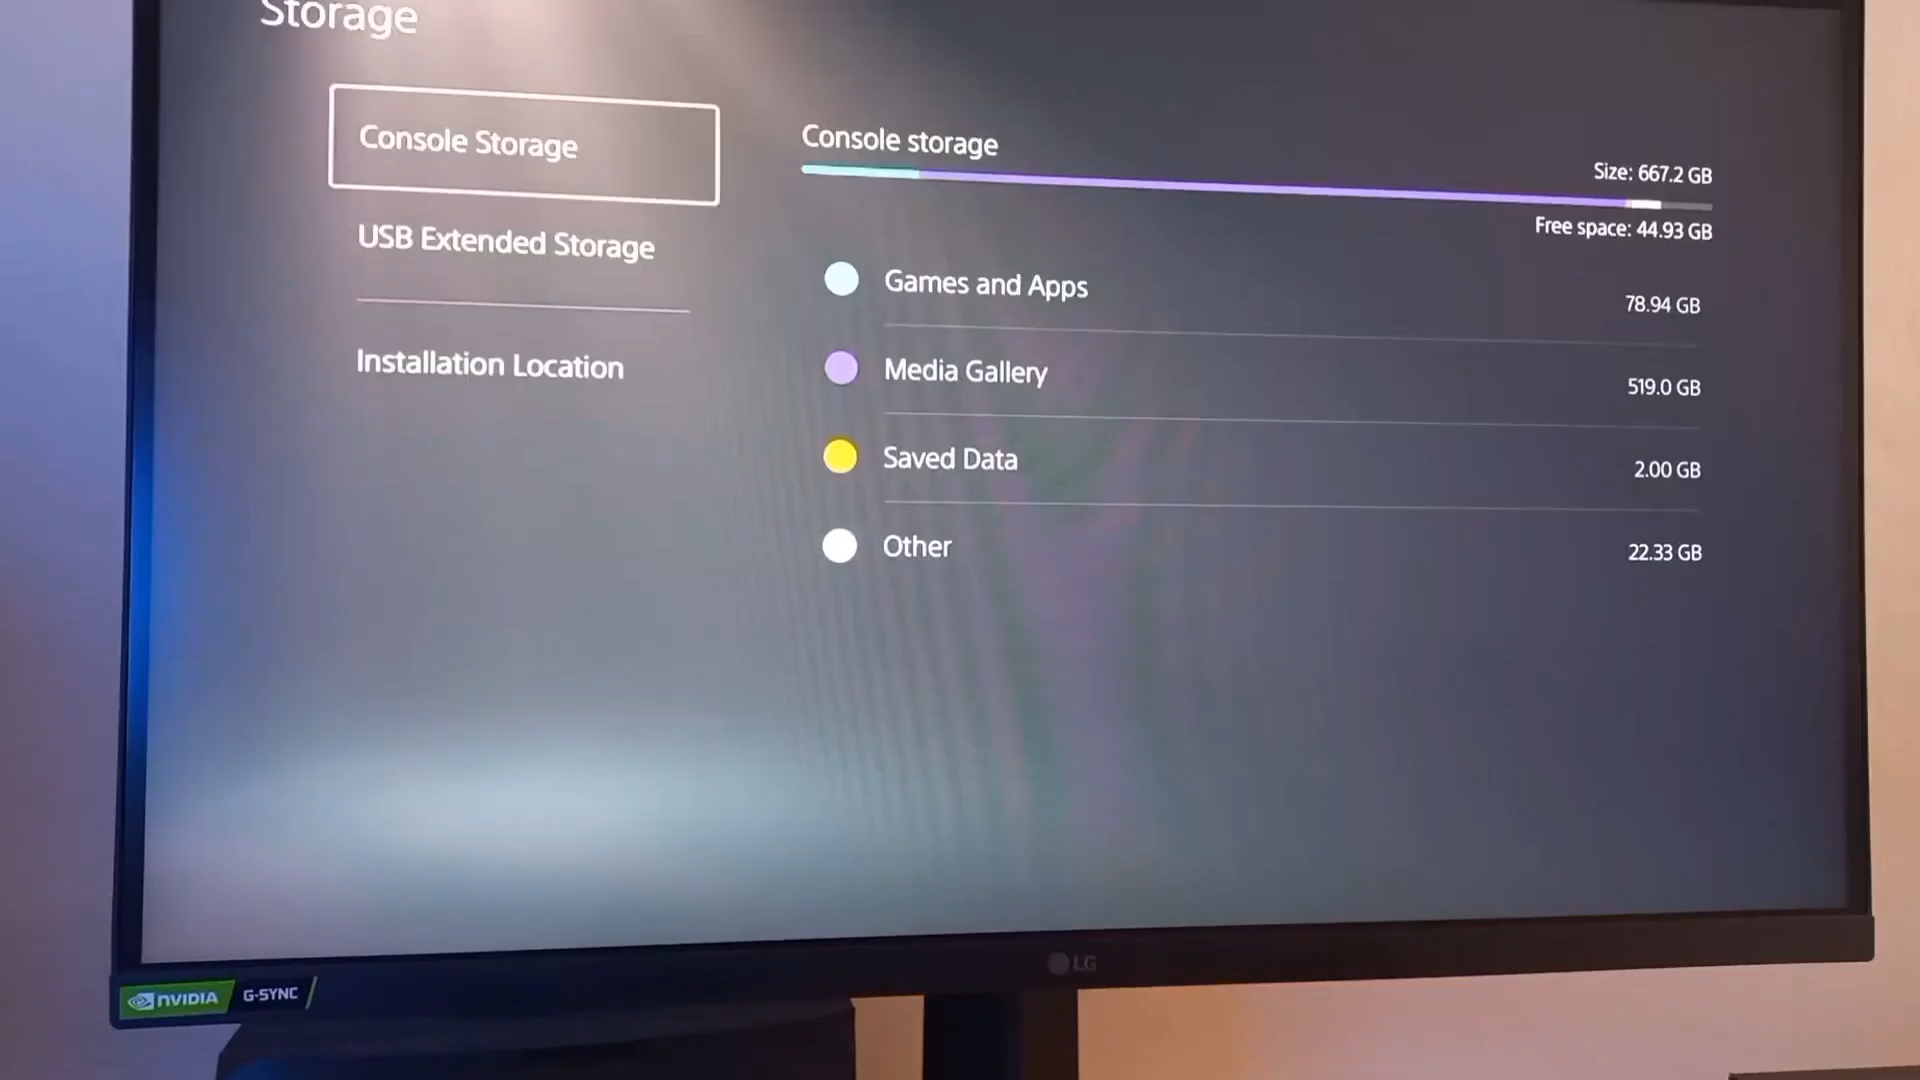 Storage
Console Storage
USB Extended Storage
Installation Location
Console storage
Size: 667.2 GB
Free space: 44.93 GB
Games and Apps
78.94 GB
Media Gallery
519.0 GB
Saved Data
2.00 GB
Other
22.33 GB
LG
NVIDIA G-SYNC